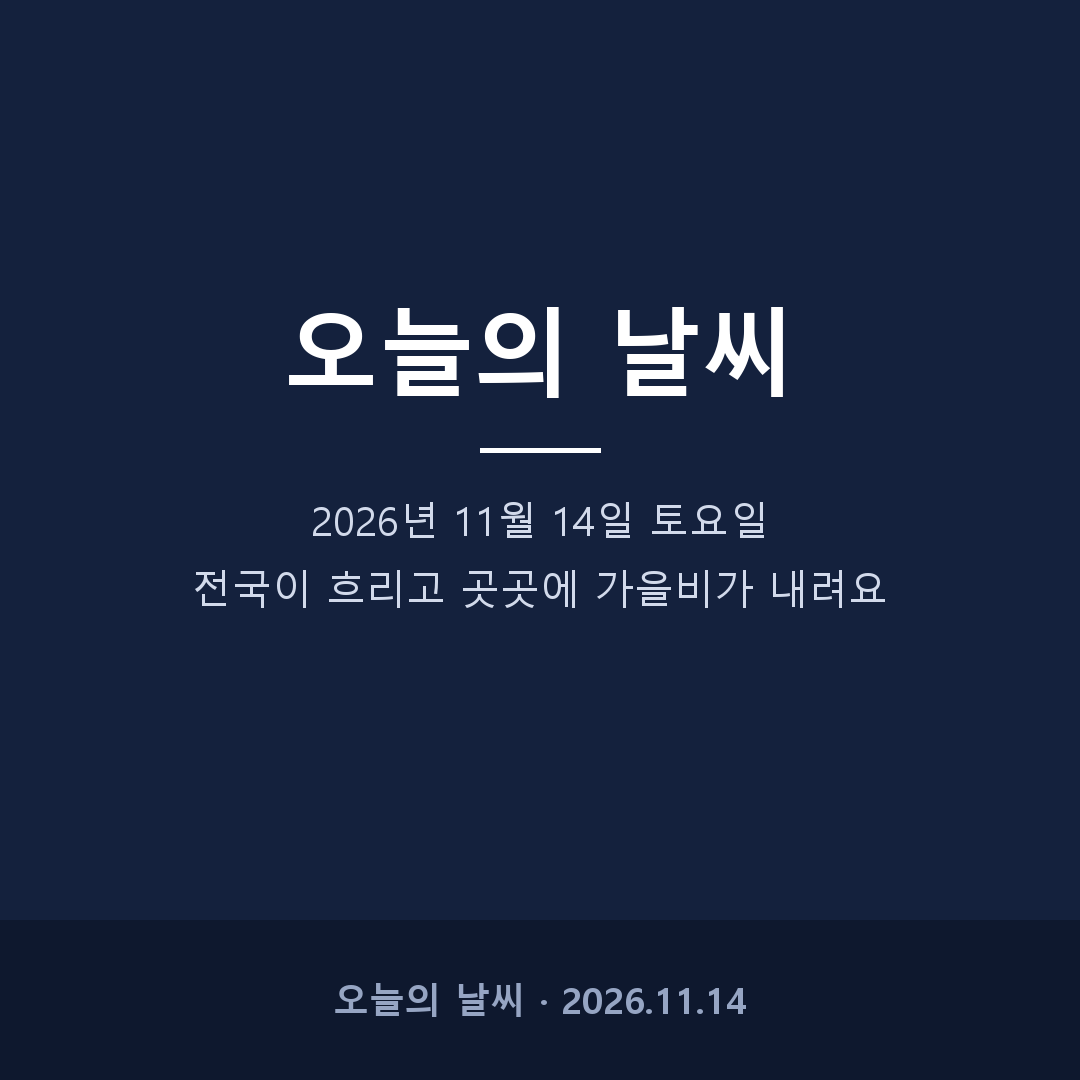 오늘의 날씨
2026년 11월 14일 토요일
전국이 흐리고 곳곳에 가을비가 내려요
오늘의 날씨 · 2026.11.14